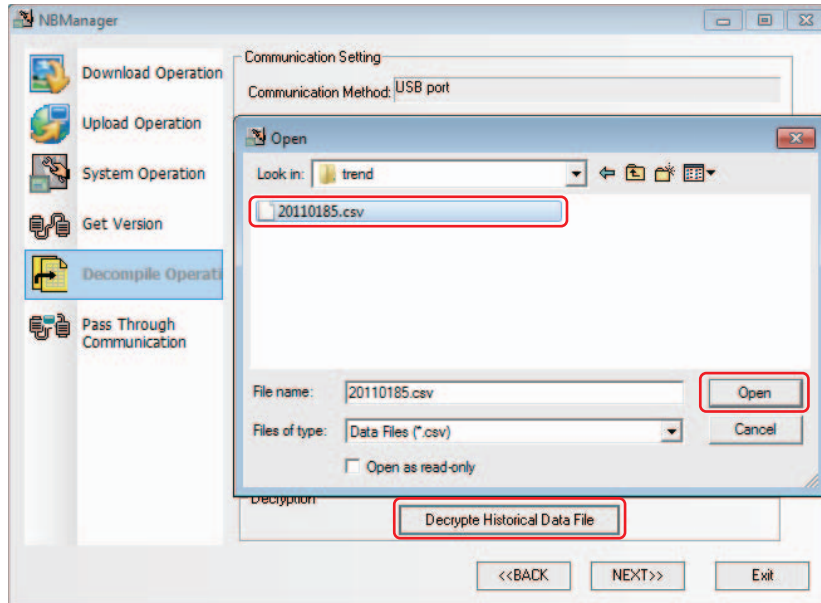 NBManager
Download Operation
Upload Operation
System Operation
Get Version
Decompile Operati
Pass Through
Communication
Communication Setting
Communication Method: USB port
Open
Look in: trend
20110185.csv
File name: 20110185.csv
Open
Files of type: Data Files (*.csv)
Cancel
Open as read-only
Decryption
Decrypte Historical Data File
<<BACK NEXT>> Exit